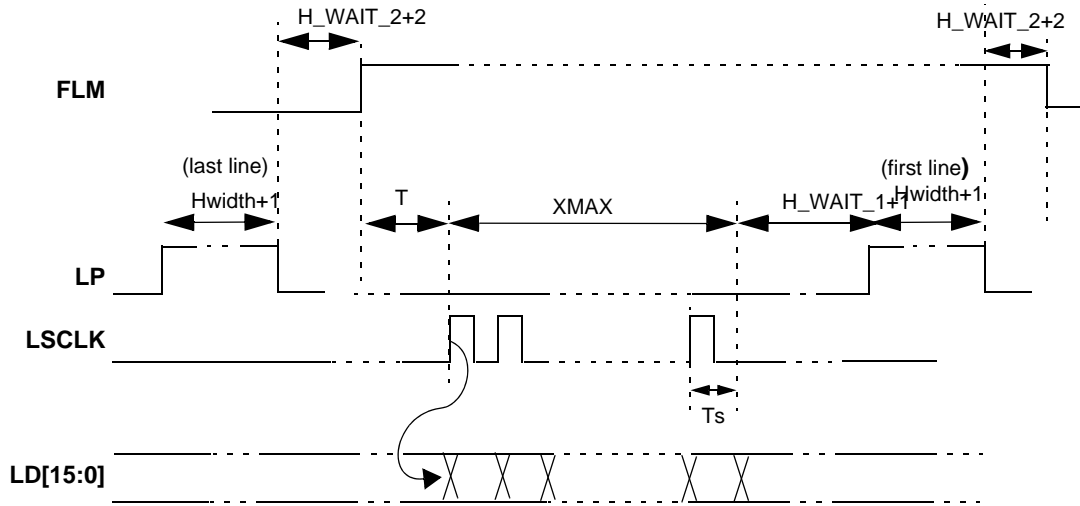 H_WAIT_2+2
H_WAIT_2+2
FLM
(last line)
Hwidth+1
(first line)
Hwidth+1
T
XMAX
H_WAIT_1+1
LP
LSCLK
Ts
LD[15:0]